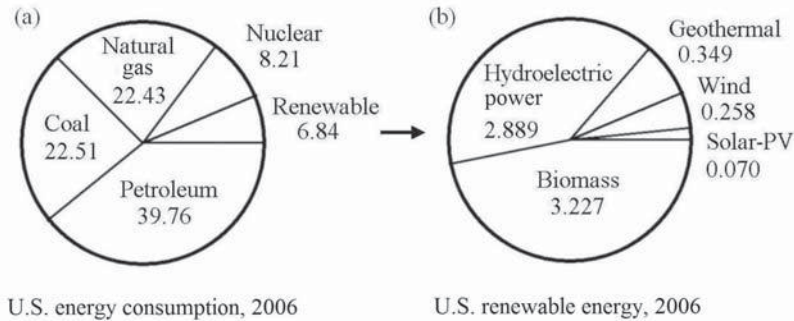 (a)
Natural
gas
22.43
Nuclear
8.21
Renewable
6.84
Coal
22.51
Petroleum
39.76
U.S. energy consumption, 2006
(b)
Geothermal
0.349
Hydroelectric
power
2.889
Wind
0.258
Solar-PV
0.070
Biomass
3.227
U.S. renewable energy, 2006